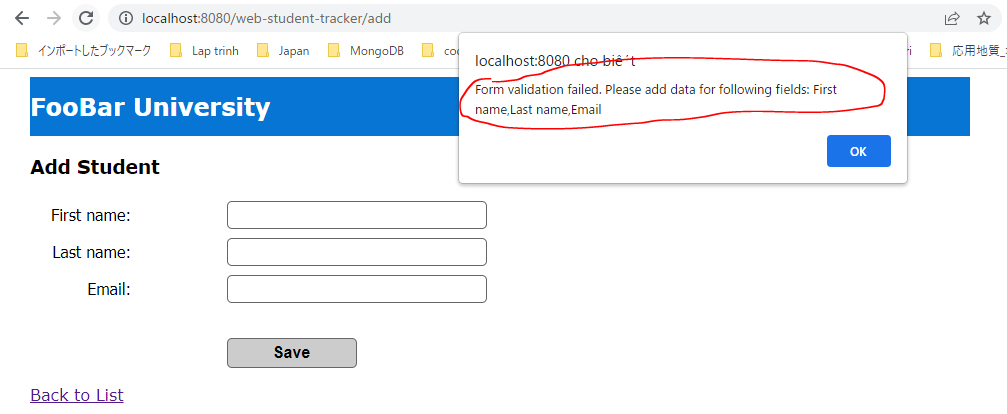 localhost:8080/web-student-tracker/add
インポートしたブックマーク Lap trinh Japan MongoDB 応用地質_
localhost:8080 cho biê´t
Form validation failed. Please add data for following fields: First
name,Last name,Email
OK
FooBar University
Add Student
First name:
Last name:
Email:
Save
Back to List